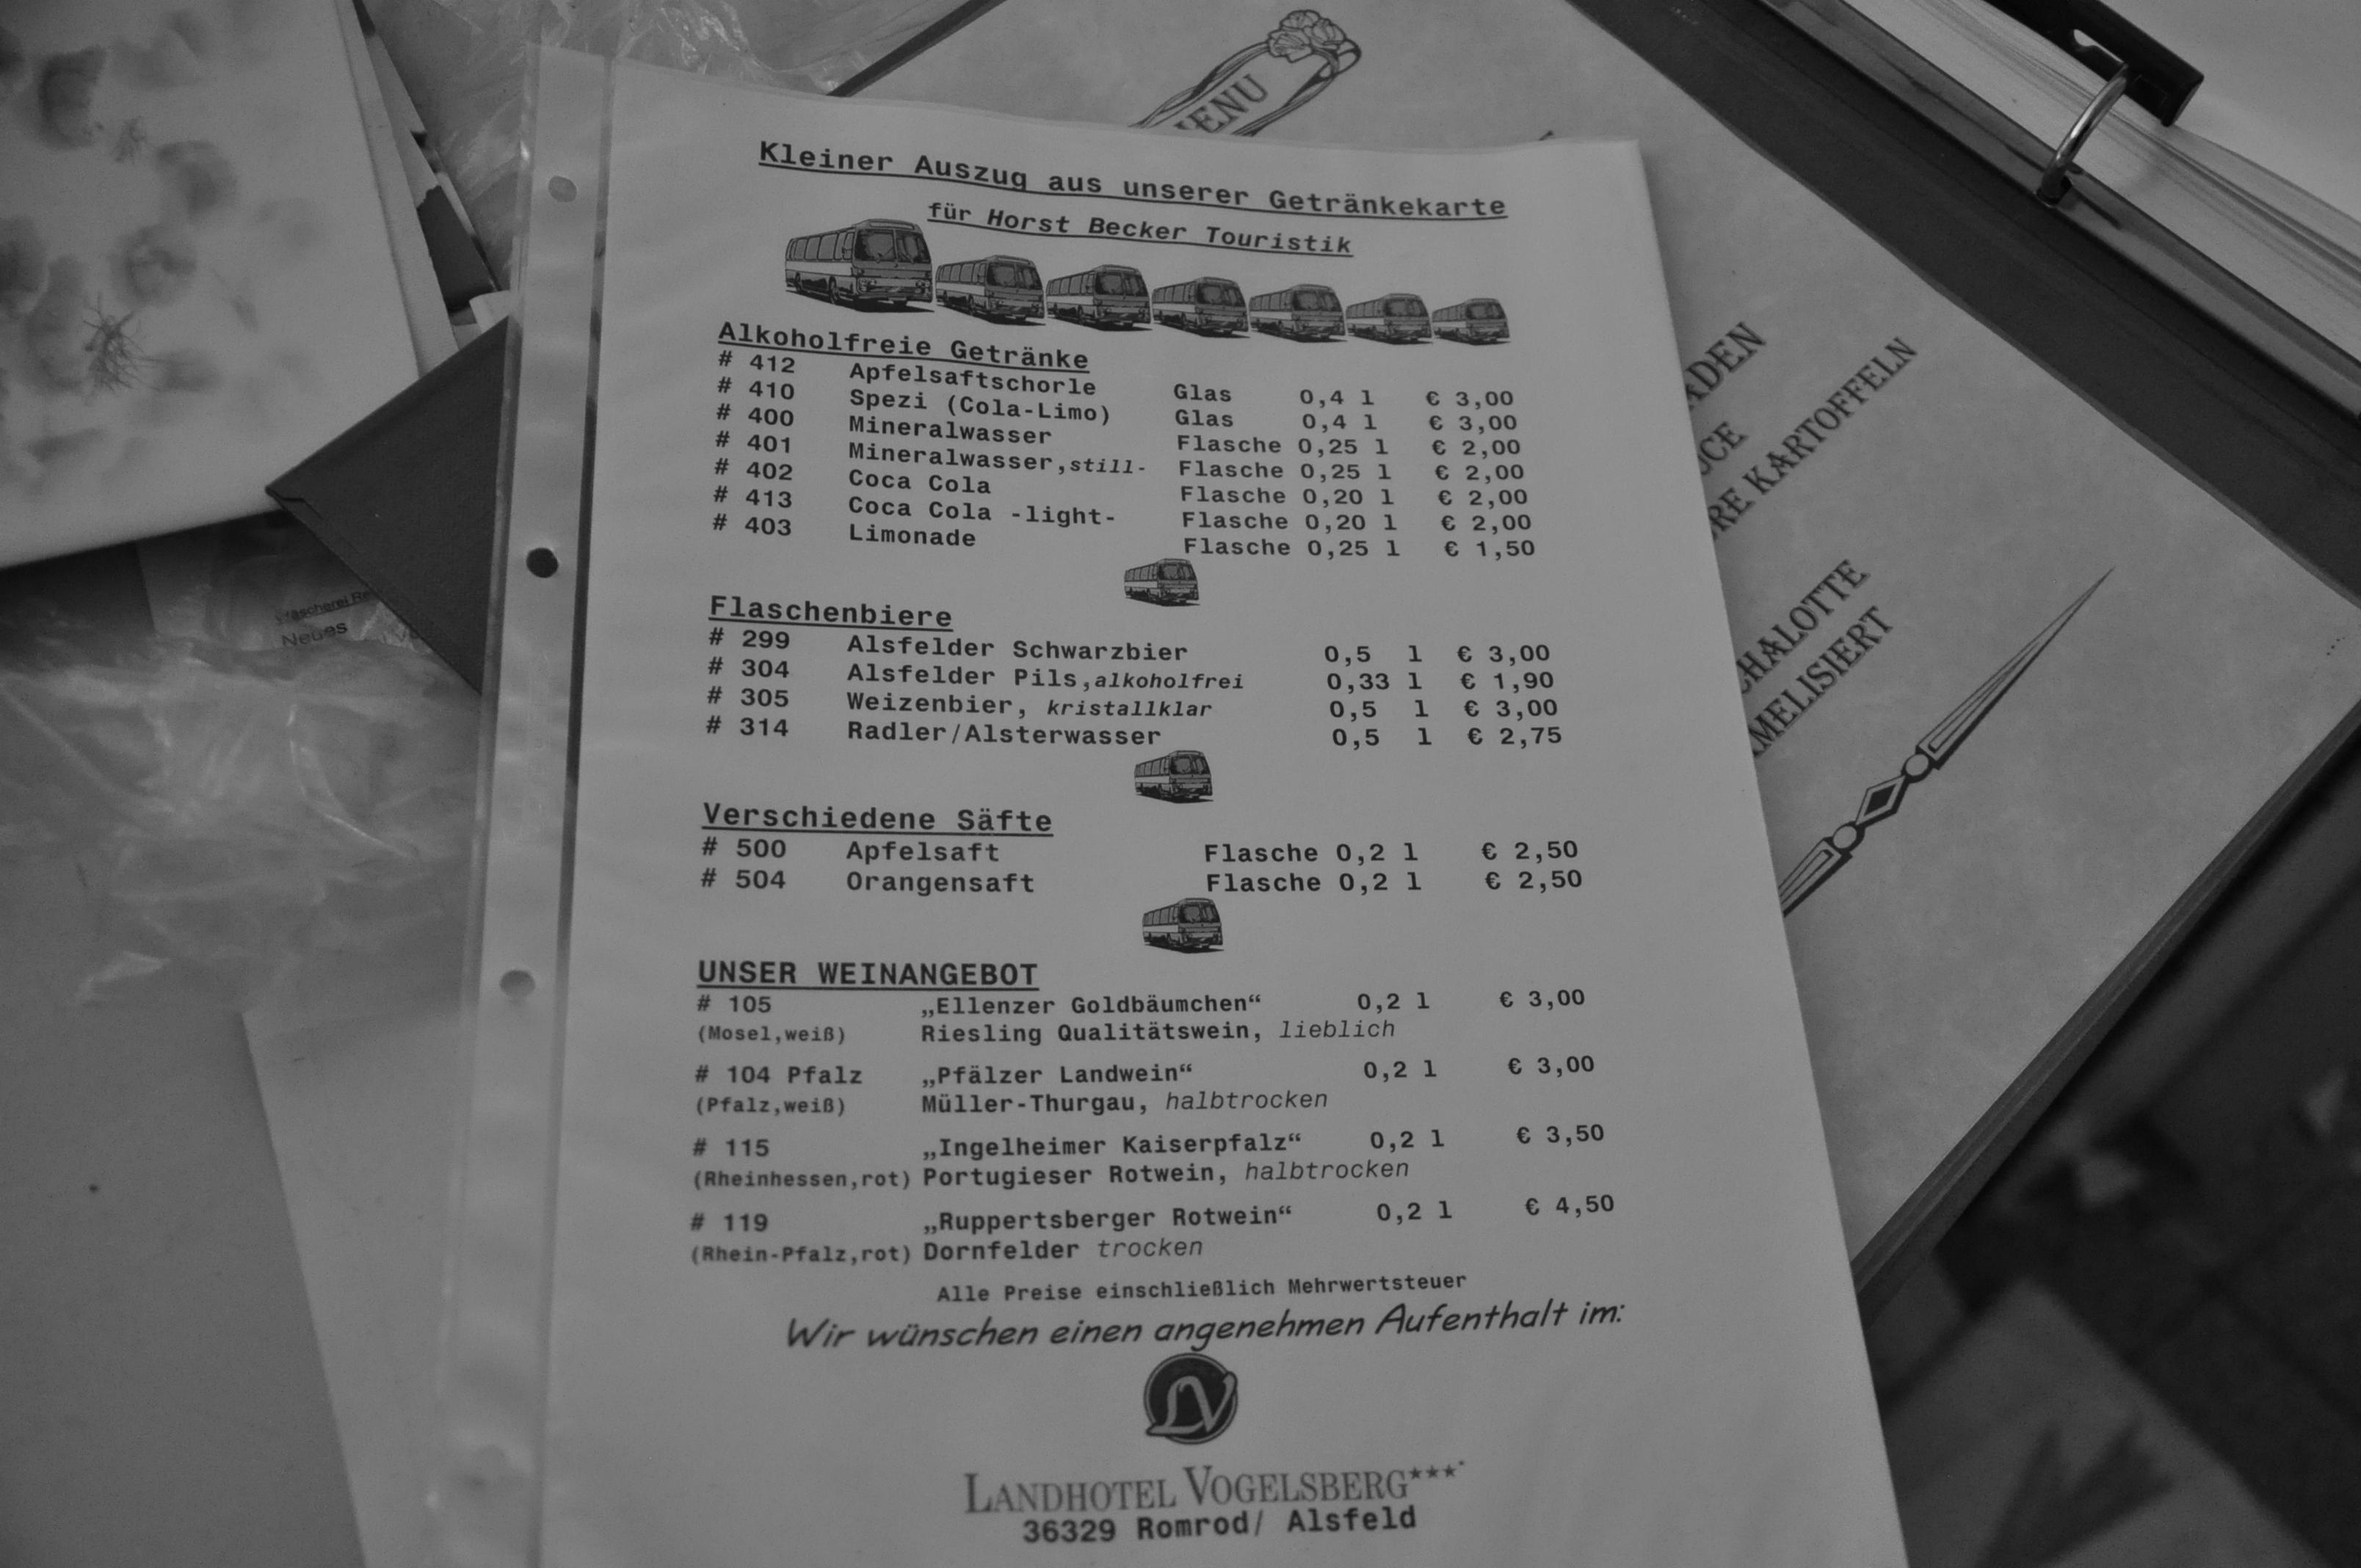 MENU
Kleiner Auszug aus unserer Getränkekarte
für Horst Becker Touristik
Alkoholfreie Getränke
# 412 Apfelsaftschorle Glas 0,4 l € 3,00
# 410 Spezi (Cola-Limo) Glas 0,4 l € 3,00
# 400 Mineralwasser Flasche 0,25 l € 2,00
# 401 Mineralwasser,still- Flasche 0,25 l € 2,00
# 402 Coca Cola Flasche 0,20 l € 2,00
# 413 Coca Cola -light- Flasche 0,20 l € 2,00
# 403 Limonade Flasche 0,25 l € 1,50
Flaschenbiere
# 299 Alsfelder Schwarzbier 0,5 l € 3,00
# 304 Alsfelder Pils,alkoholfrei 0,33 l € 1,90
# 305 Weizenbier, kristallklar 0,5 l € 3,00
# 314 Radler/Alsterwasser 0,5 l € 2,75
Verschiedene Säfte
# 500 Apfelsaft Flasche 0,2 l € 2,50
# 504 Orangensaft Flasche 0,2 l € 2,50
UNSER WEINANGEBOT
# 105 „Ellenzer Goldbäumchen“ 0,2 l € 3,00
(Mosel,weiß) Riesling Qualitätswein, lieblich
# 104 Pfalz „Pfälzer Landwein“ 0,2 l € 3,00
(Pfalz,weiß) Müller-Thurgau, halbtrocken
# 115 „Ingelheimer Kaiserpfalz“ 0,2 l € 3,50
(Rheinhessen,rot) Portugieser Rotwein, halbtrocken
# 119 „Ruppertsberger Rotwein“ 0,2 l € 4,50
(Rhein-Pfalz,rot) Dornfelder trocken
Alle Preise einschließlich Mehrwertsteuer
Wir wünschen einen angenehmen Aufenthalt im:
LV
LANDHOTEL VOGELSBERG★★★*
36329 Romrod/ Alsfeld
ADEN
CE
RE KARTOFFELN
HALOTTE
MELISIERT
Neues